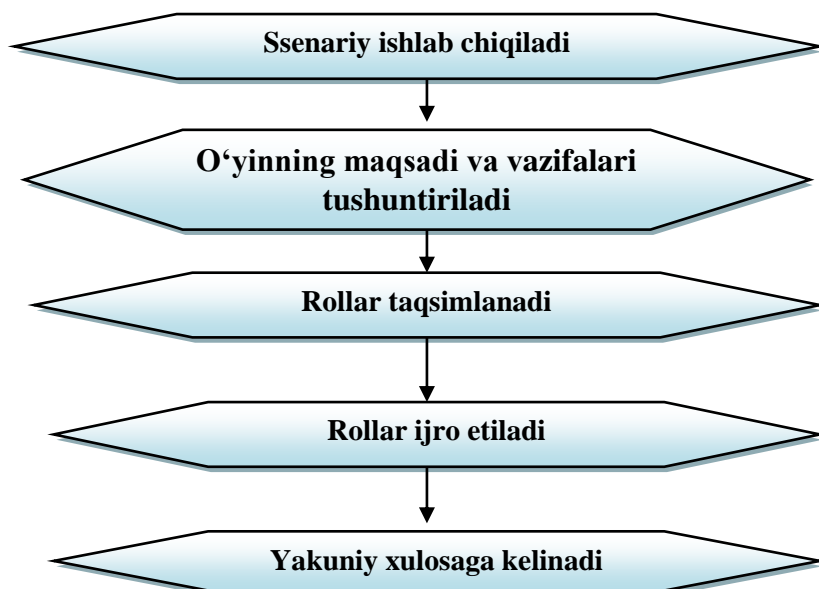 Ssenariy ishlab chiqiladi
O‘yinning maqsadi va vazifalari
tushuntiriladi
Rollar taqsimlanadi
Rollar ijro etiladi
Yakuniy xulosaga kelinadi